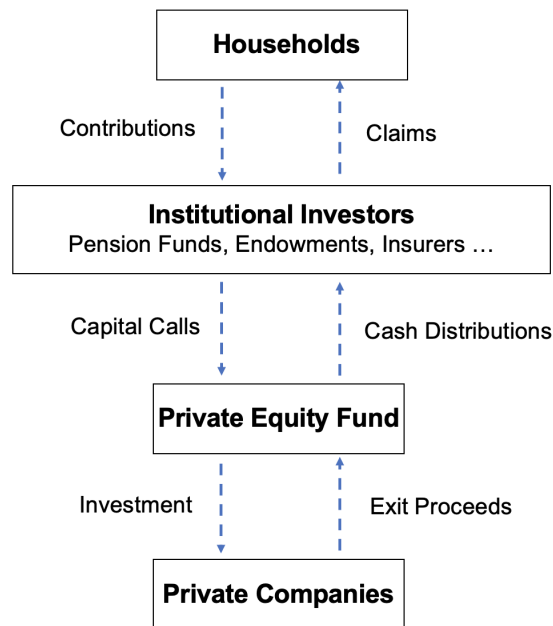 Households
Contributions
Claims
Institutional Investors
Pension Funds, Endowments, Insurers …
Capital Calls
Cash Distributions
Private Equity Fund
Investment
Exit Proceeds
Private Companies